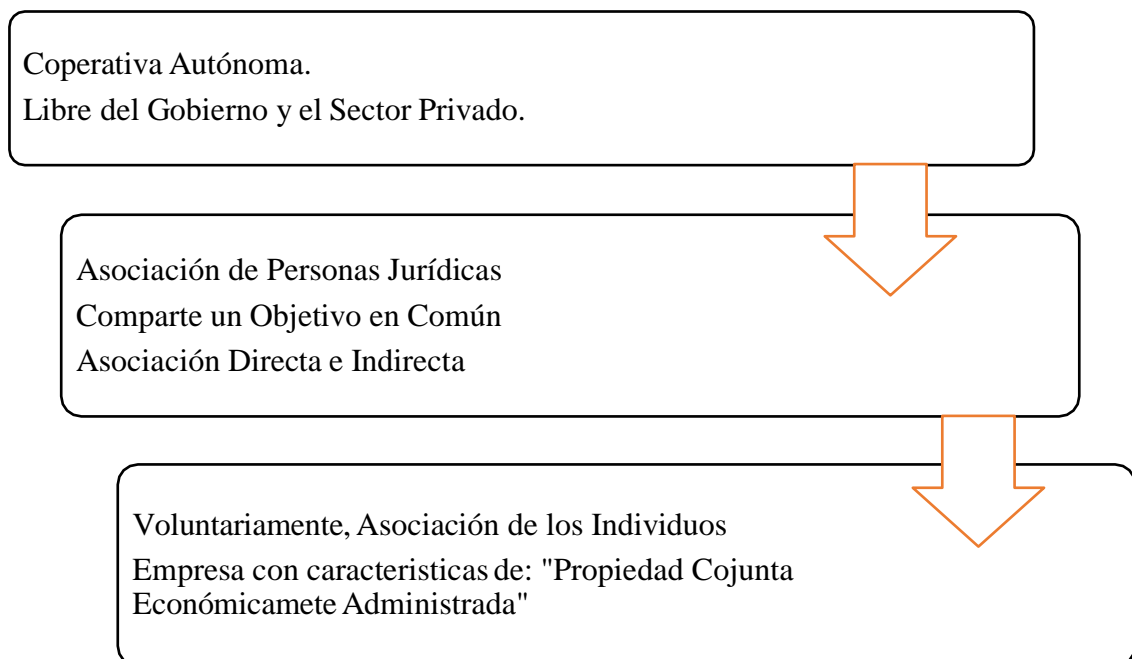 Coperativa Autónoma.
Libre del Gobierno y el Sector Privado.
Asociación de Personas Jurídicas
Comparte un Objetivo en Común
Asociación Directa e Indirecta
Voluntariamente, Asociación de los Individuos
Empresa con caracteristicas de: "Propiedad Cojunta
Económicamete Administrada"